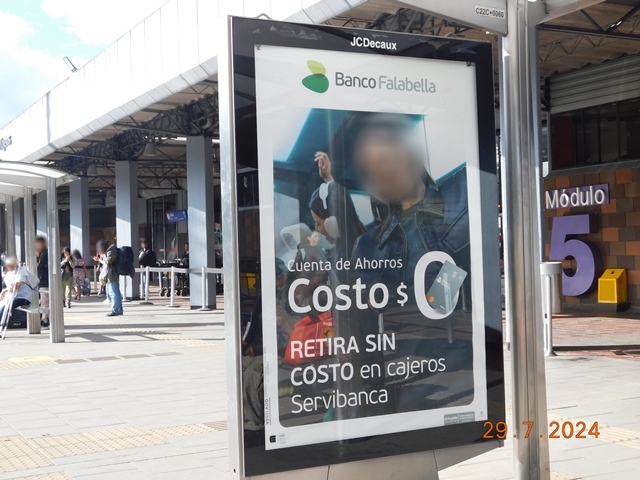 C22C*0060
JCDecaux
Banco Falabella
Cuenta de Ahorros
Costo $0
RETIRA SIN
COSTO en cajeros
Servibanca
Módulo
5
29.7.2024